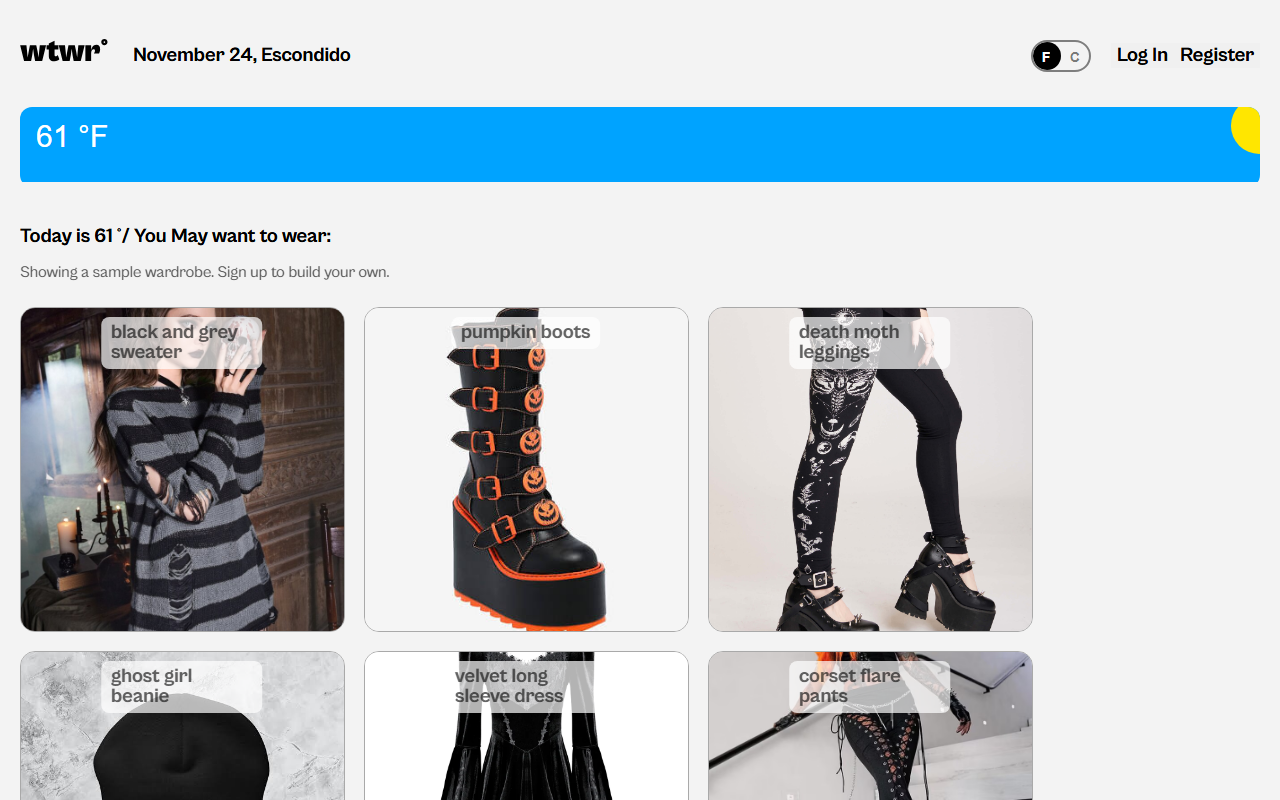 wtwr°
November 24, Escondido
F C
Log In Register
61 °F
Today is 61 °/ You May want to wear:
Showing a sample wardrobe. Sign up to build your own.
black and grey
sweater
pumpkin boots
death moth
leggings
ghost girl
beanie
velvet long
sleeve dress
corset flare
pants